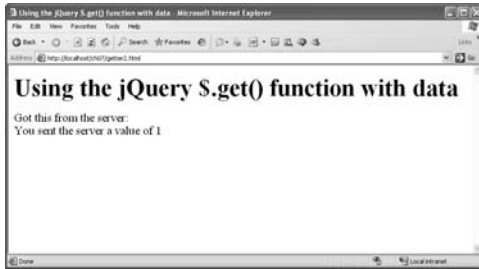 Using the jQuery $.get() function with data - Microsoft Internet Explorer
File Edit View Favorites Tools Help
Back Search Favorites
Address http://localhost/ch07/getter2.html Go
Using the jQuery $.get() function with data
Got this from the server:
You sent the server a value of 1
Done Local intranet